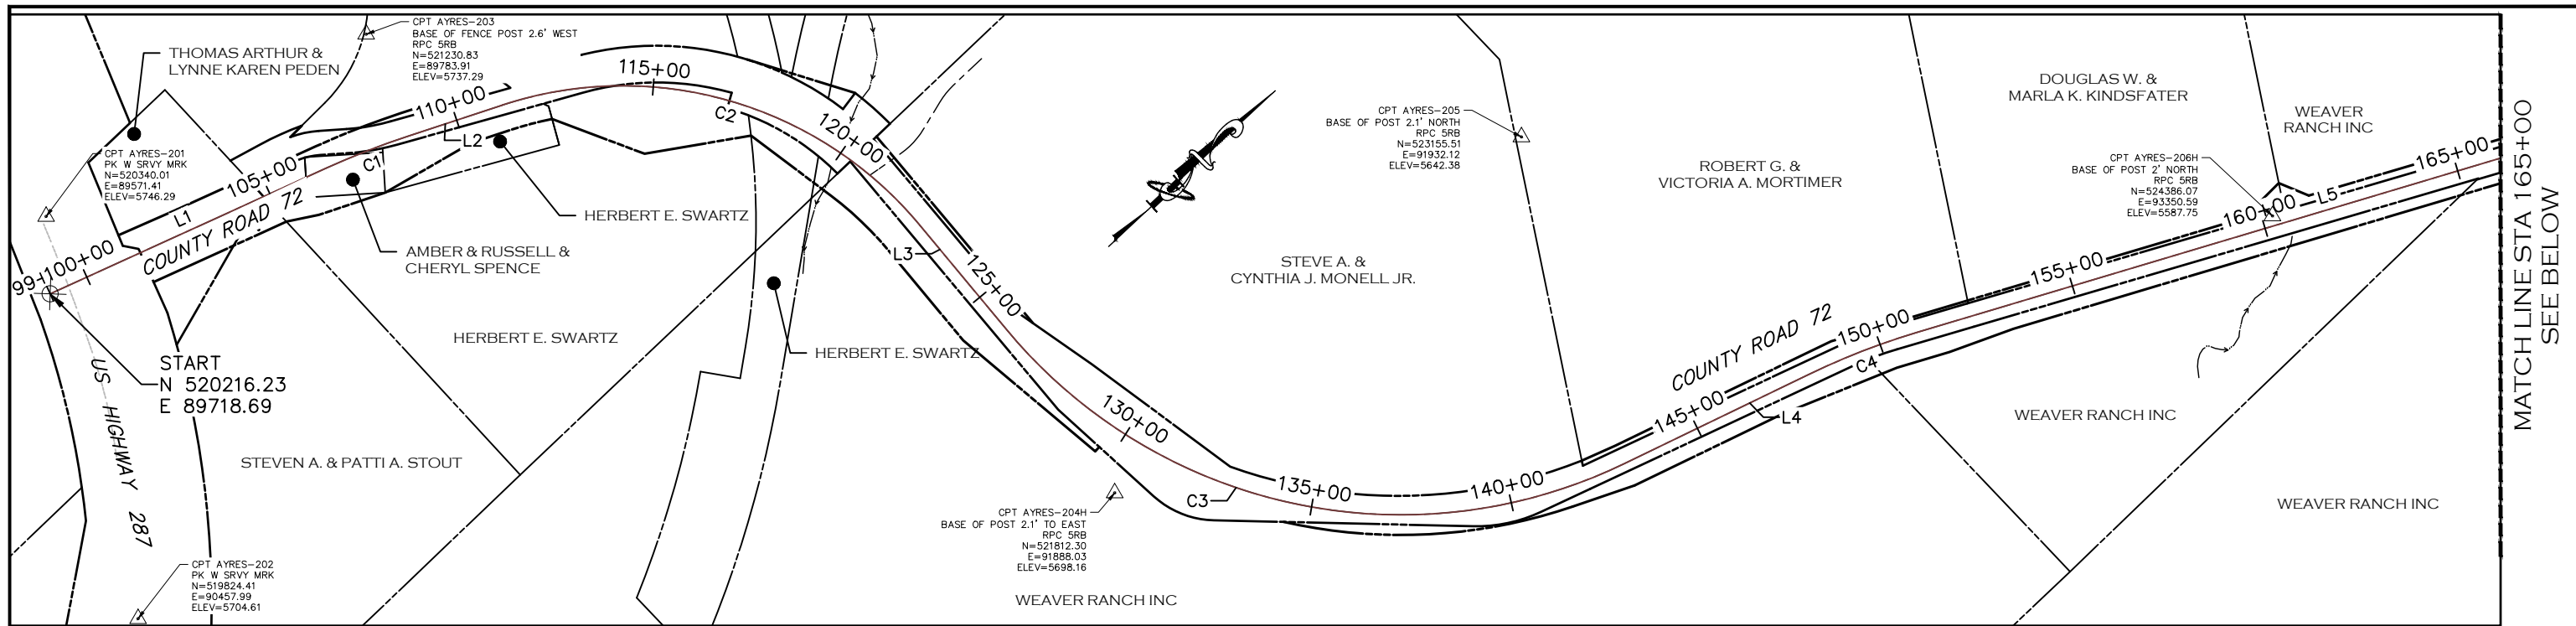 THOMAS ARTHUR &
LYNNE KAREN PEDEN
CPT AYRES-203
BASE OF FENCE POST 2.6' WEST
RPC 5RB
N=521230.83
E=89783.91
ELEV=5737.29
CPT AYRES-201
PK W SRVY MRK
N=520340.01
E=89571.41
ELEV=5746.29
99+
100+00
L1
COUNTY ROAD 72
105+00
C1
110+00
L2
HERBERT E. SWARTZ
AMBER & RUSSELL &
CHERYL SPENCE
115+00
C2
120+00
START
N 520216.23
E 89718.69
US HIGHWAY 287
HERBERT E. SWARTZ
HERBERT E. SWARTZ
STEVEN A. & PATTI A. STOUT
CPT AYRES-202
PK W SRVY MRK
N=519824.41
E=90457.99
ELEV=5704.61
L3
125+00
130+00
C3
135+00
140+00
CPT AYRES-204H
BASE OF POST 2.1' TO EAST
RPC 5RB
N=521812.30
E=91888.03
ELEV=5698.16
WEAVER RANCH INC
STEVE A. &
CYNTHIA J. MONELL JR.
CPT AYRES-205
BASE OF POST 2.1' NORTH
RPC 5RB
N=523155.51
E=91932.12
ELEV=5642.38
ROBERT G. &
VICTORIA A. MORTIMER
COUNTY ROAD 72
145+00
L4
150+00
C4
155+00
160+00
L5
165+00
DOUGLAS W. &
MARLA K. KINDSFATER
WEAVER
RANCH INC
CPT AYRES-206H
BASE OF POST 2' NORTH
RPC 5RB
N=524386.07
E=93350.59
ELEV=5587.75
WEAVER RANCH INC
WEAVER RANCH INC
MATCH LINE STA 165+00
SEE BELOW